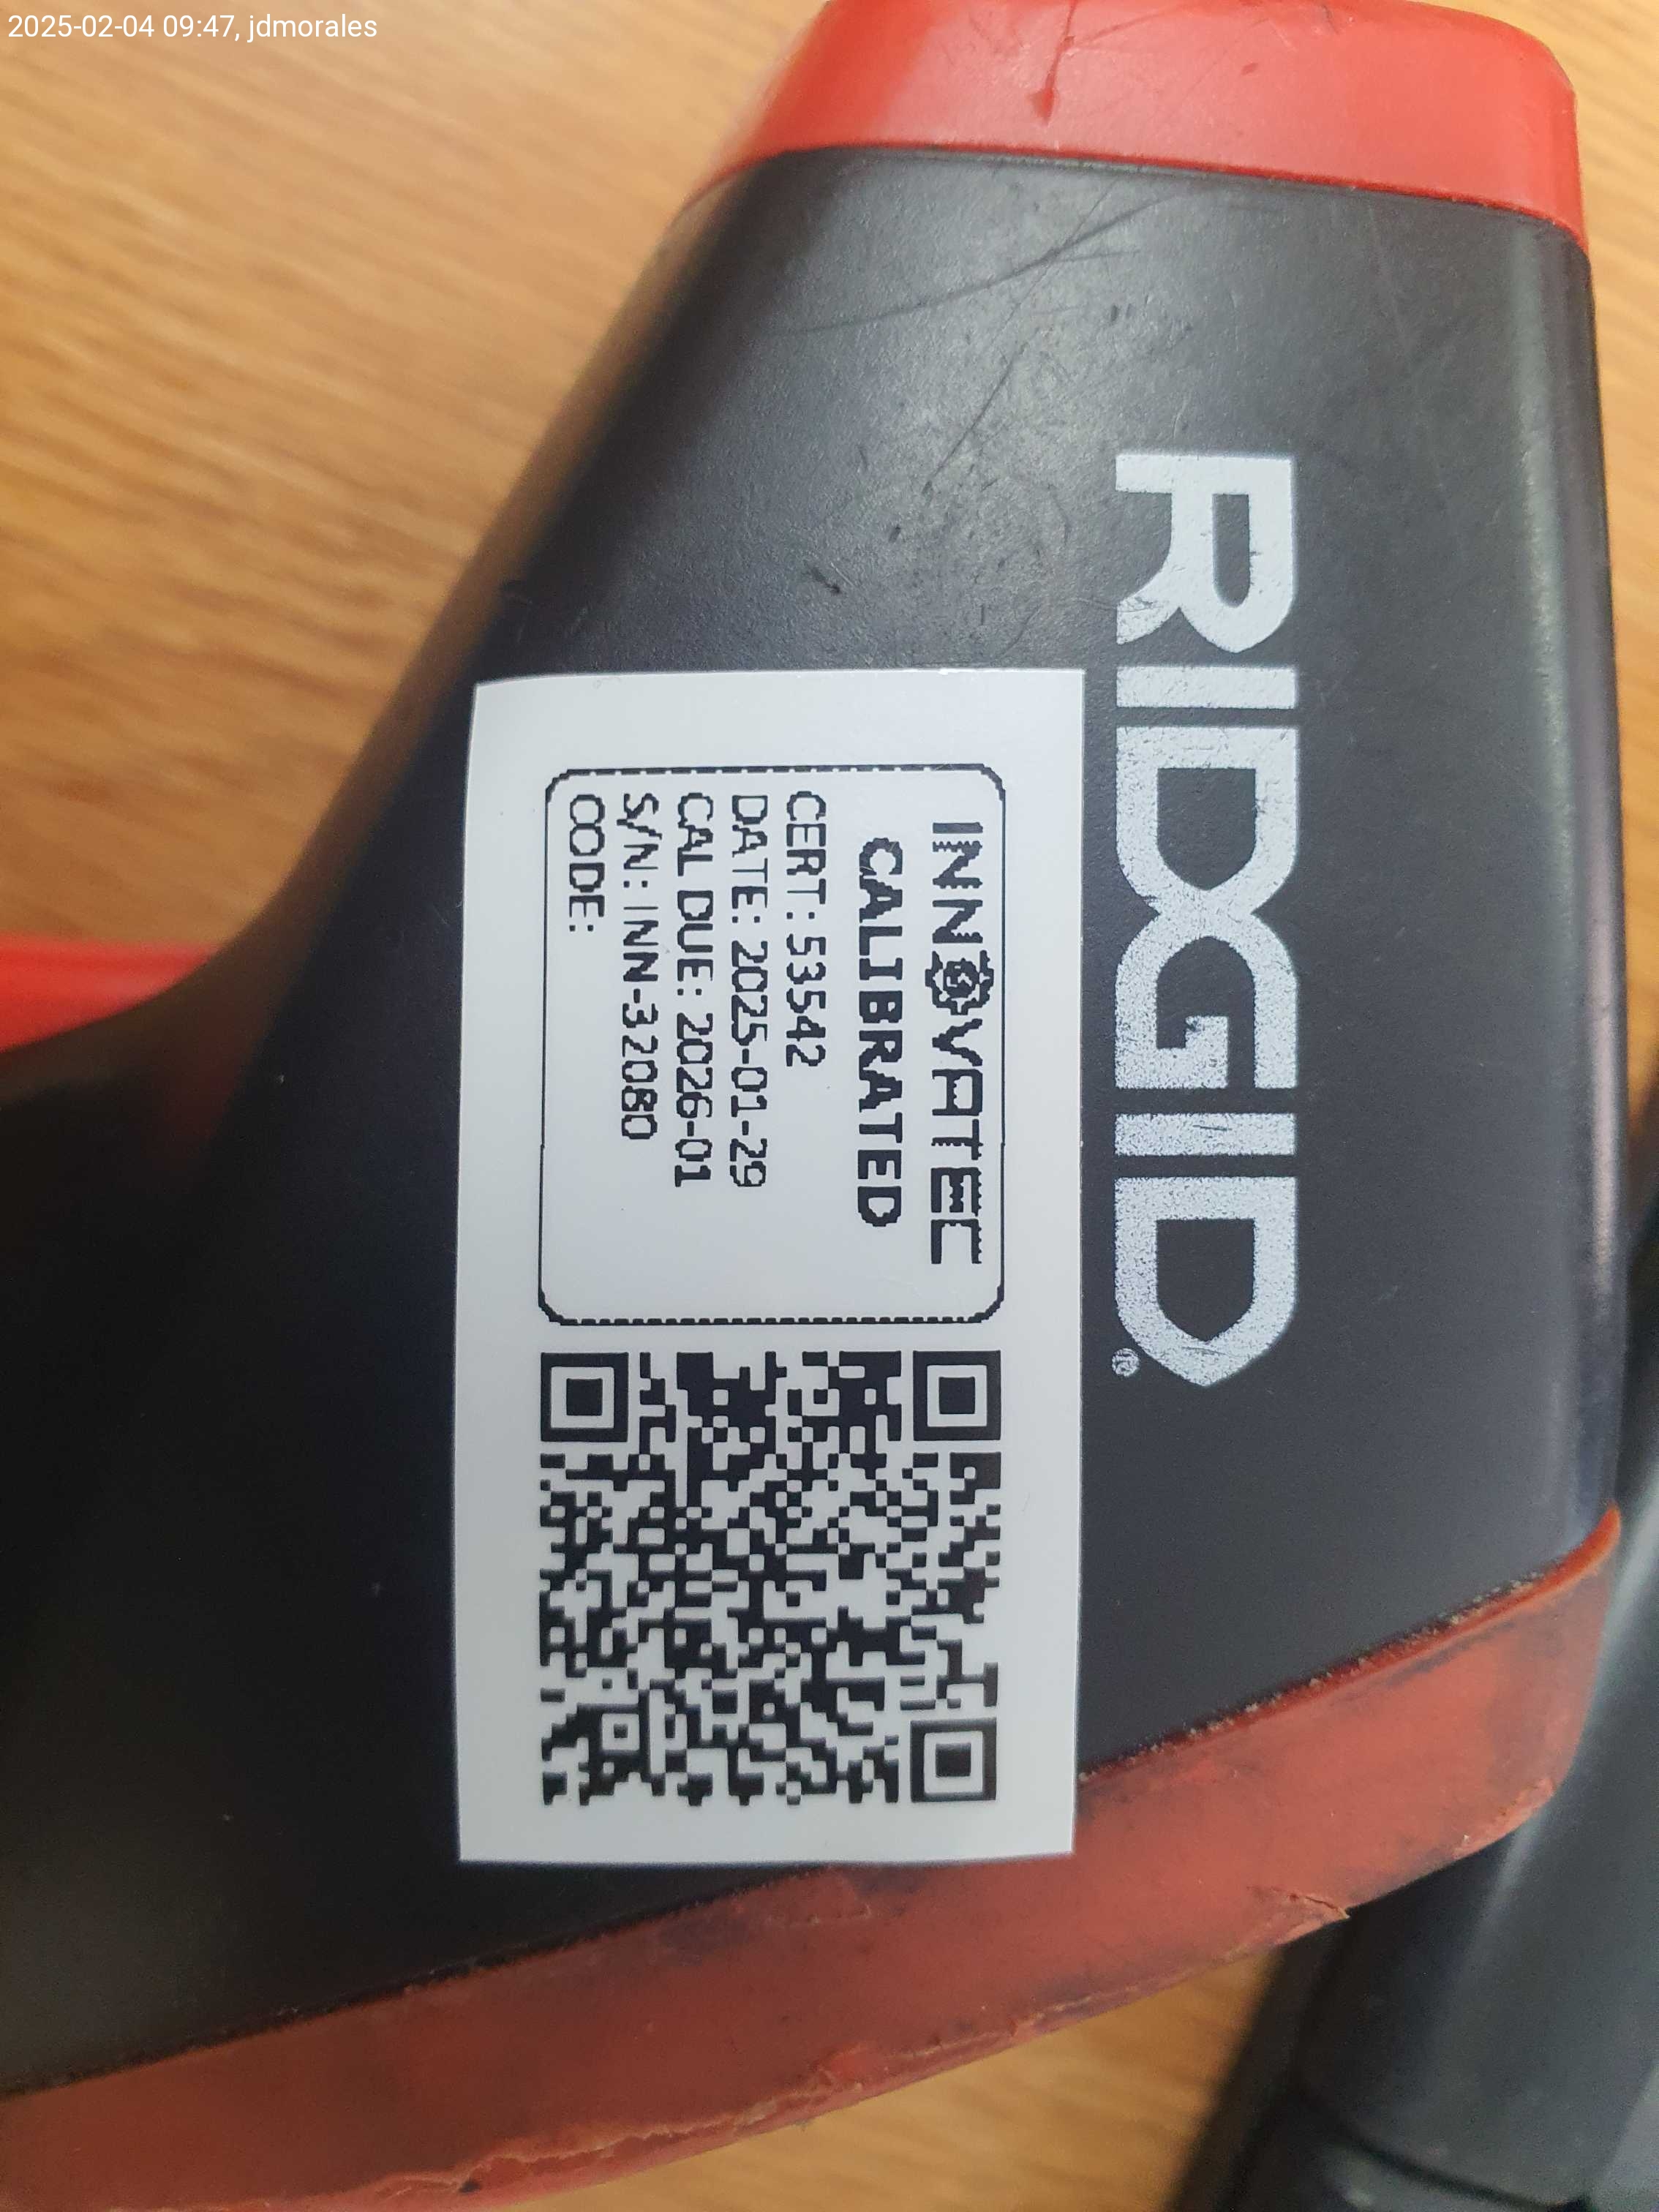 2025-02-04 09:47, jdmorales
RIDGID®
INNOVATEC
CALIBRATED
CERT: 53542
DATE: 2025-01-29
CAL DUE: 2026-01
S/N: INN-32080
CODE: